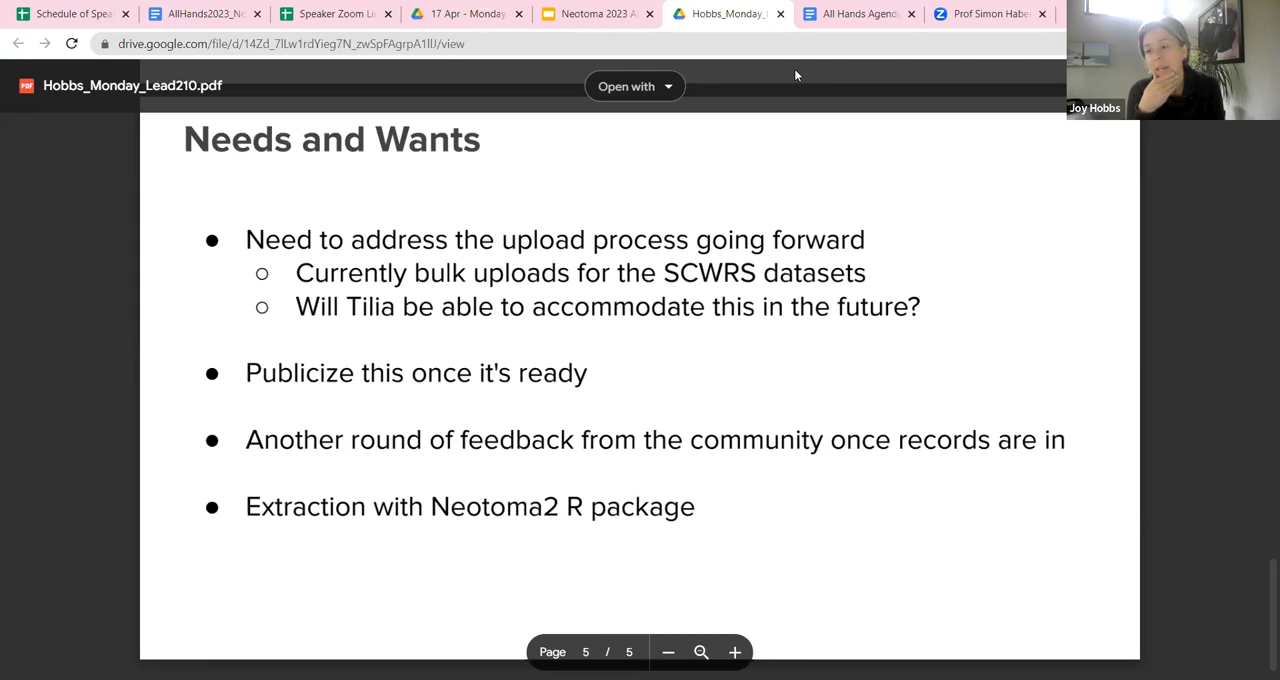 Schedule of Spea
AllHands2023_No
Speaker Zoom Li
17 Apr - Monday
Neotoma 2023 A
Hobbs_Monday_
All Hands Agend
Prof Simon Habe
drive.google.com/file/d/14Zd_7lLw1rdYieg7N_zwSpFAgrpA1lIJ/view
PDF
Hobbs_Monday_Lead210.pdf
Open with
Joy Hobbs
Needs and Wants
● Need to address the upload process going forward
○ Currently bulk uploads for the SCWRS datasets
○ Will Tilia be able to accommodate this in the future?
● Publicize this once it's ready
● Another round of feedback from the community once records are in
● Extraction with Neotoma2 R package
Page 5 / 5